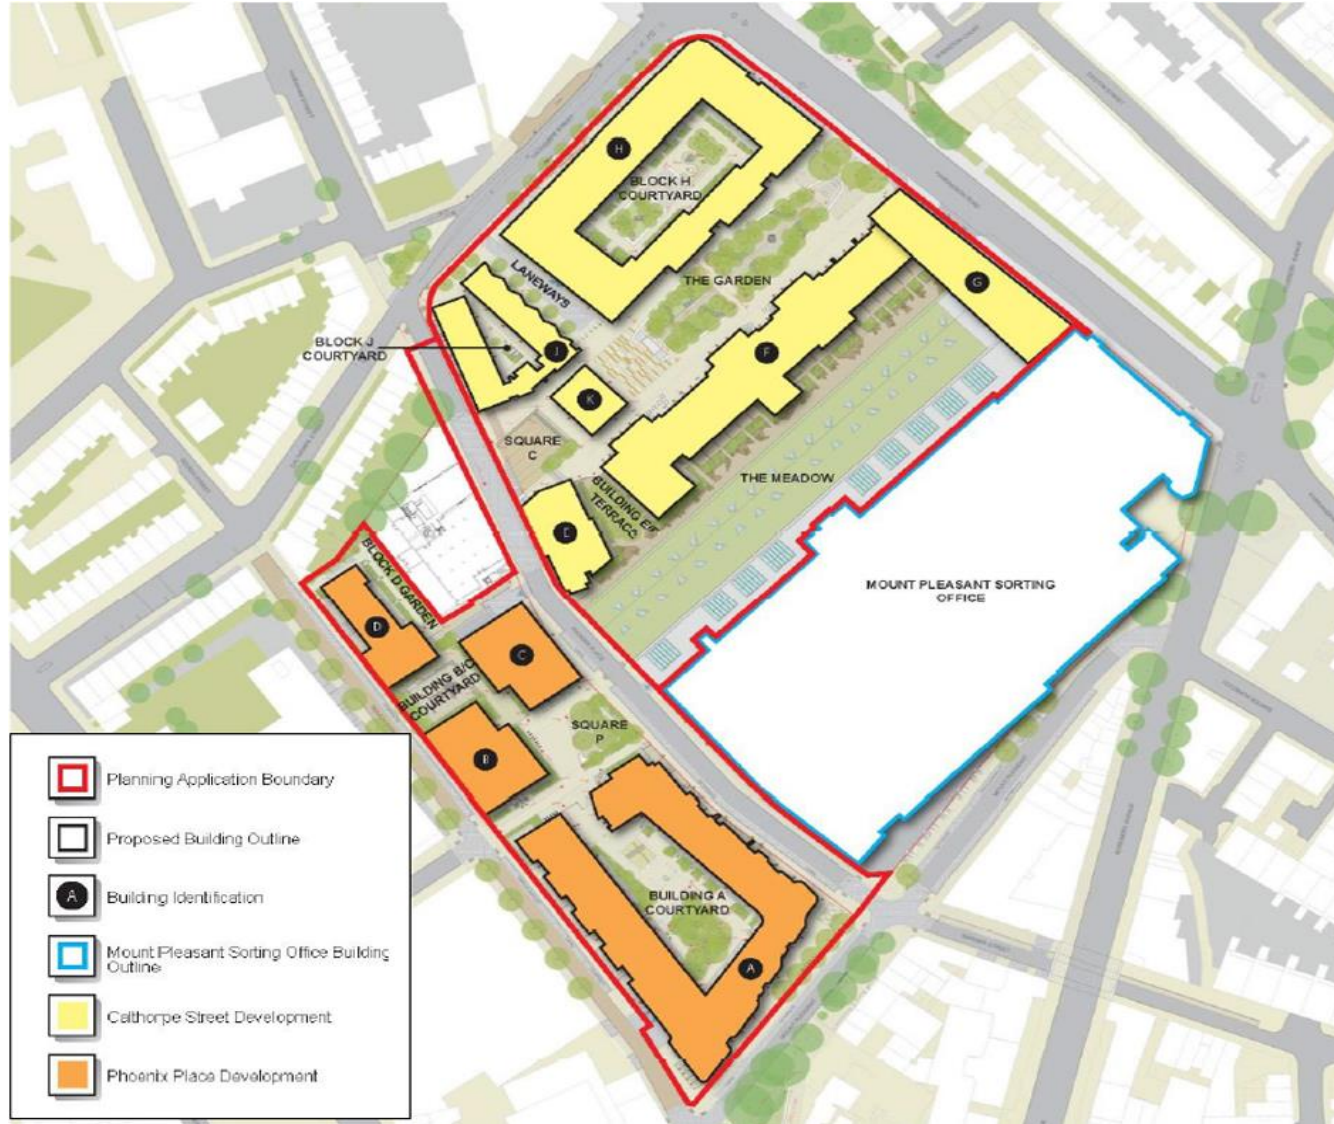 H
BLOCK H
COURTYARD
LANEWAYS
THE GARDEN
G
BLOCK J
COURTYARD
J
F
K
SQUARE
C
BUILDING E/F
TERRACE
THE MEADOW
E
MOUNT PLEASANT SORTING
OFFICE
BLOCK D GARDEN
D
C
BUILDING B/C
COURTYARD
SQUARE
P
B
BUILDING A
COURTYARD
A
Planning Application Boundary
Proposed Building Outline
A
Building Identification
Mount Pleasant Sorting Office Building
Outline
Calthorpe Street Development
Phoenix Place Development